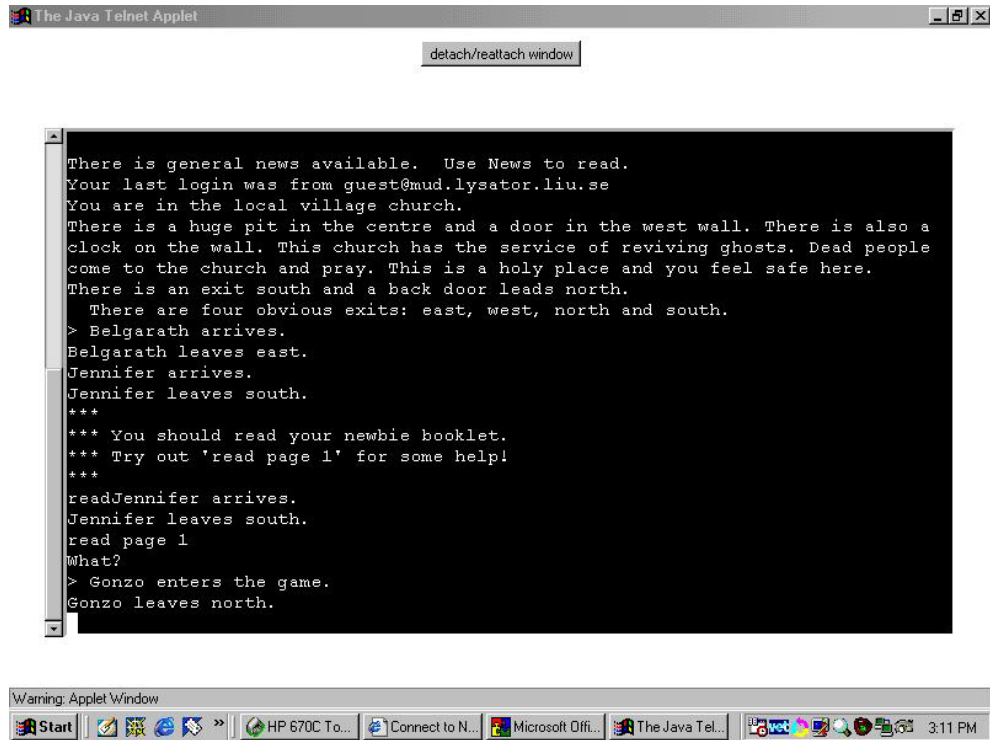 The Java Telnet Applet
detach/reattach window
There is general news available.  Use News to read.
Your last login was from guest@mud.lysator.liu.se
You are in the local village church.
There is a huge pit in the centre and a door in the west wall. There is also a
clock on the wall. This church has the service of reviving ghosts. Dead people
come to the church and pray. This is a holy place and you feel safe here.
There is an exit south and a back door leads north.
  There are four obvious exits: east, west, north and south.
> Belgarath arrives.
Belgarath leaves east.
Jennifer arrives.
Jennifer leaves south.
***
*** You should read your newbie booklet.
*** Try out 'read page 1' for some help!
***
readJennifer arrives.
Jennifer leaves south.
read page 1
What?
> Gonzo enters the game.
Gonzo leaves north.
Warning: Applet Window
Start » HP 670C To... Connect to N... Microsoft Offi... The Java Tel... vet 3:11 PM